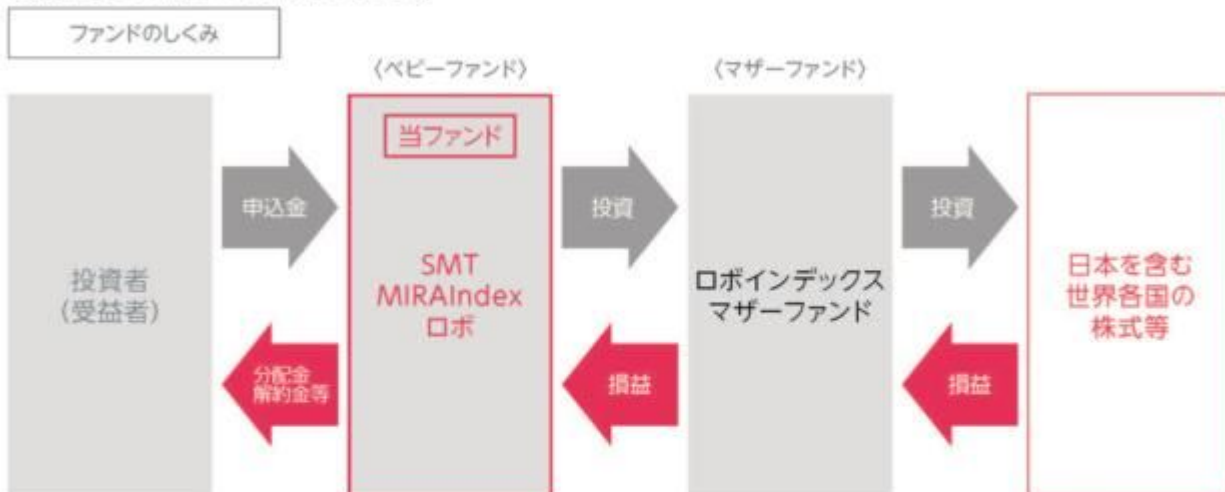 ファンドのしくみ
〈ベビーファンド〉
〈マザーファンド〉
投資者
(受益者)
申込金
分配金
解約金等
当ファンド
SMT
MIRAIndex
ロボ
投資
損益
ロボインデックス
マザーファンド
投資
損益
日本を含む
世界各国の
株式等